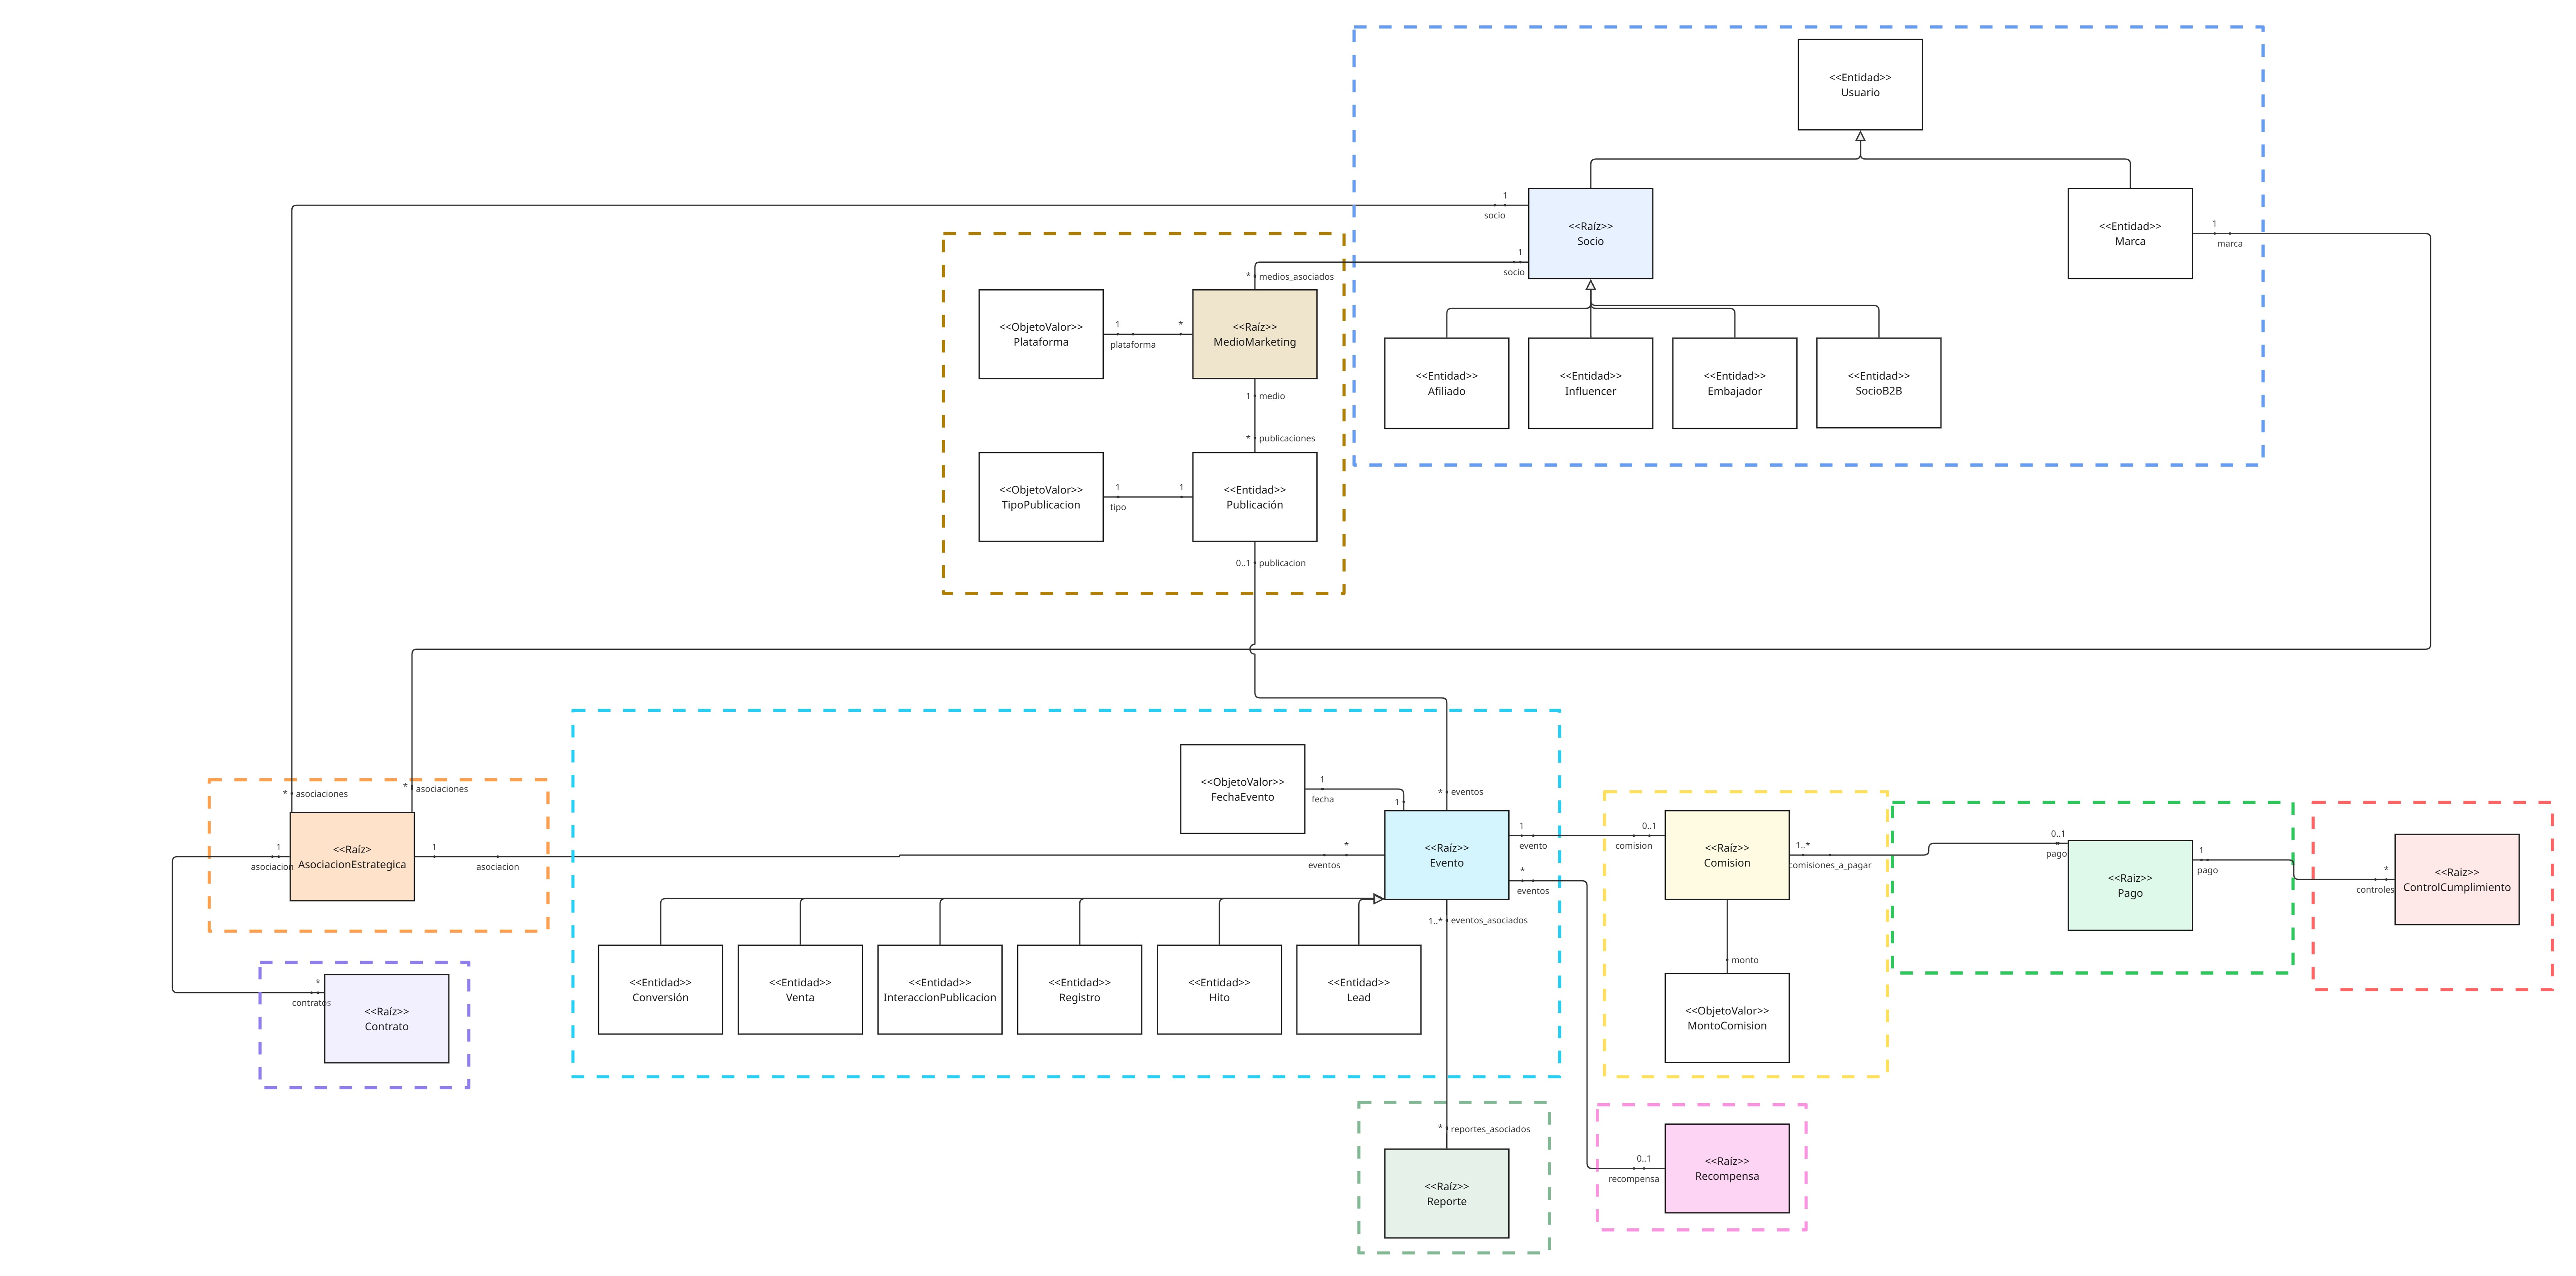 <<Entidad>>
Usuario
1
socio
<<Raíz>>
Socio
<<Entidad>>
Marca
1
marca
1
socio
* medios_asociados
<<ObjetoValor>>
Plataforma
1
plataforma
*
<<Raíz>>
MedioMarketing
<<Entidad>>
Afiliado
<<Entidad>>
Influencer
<<Entidad>>
Embajador
<<Entidad>>
SocioB2B
1 medio
* publicaciones
<<ObjetoValor>>
TipoPublicacion
1
tipo
1
<<Entidad>>
Publicación
0..1 publicacion
<<ObjetoValor>>
FechaEvento
1
fecha
1
* eventos
* asociaciones
* asociaciones
1
asociacion
<<Raíz>
AsociacionEstrategica
1
asociacion
*
eventos
<<Raíz>>
Evento
1
evento
0..1
comision
<<Raíz>>
Comision
1..*
comisiones_a_pagar
0..1
pago
<<Raiz>>
Pago
1
pago
*
controles
<<Raiz>>
ControlCumplimiento
*
eventos
1..* eventos_asociados
monto
<<Entidad>>
Conversión
<<Entidad>>
Venta
<<Entidad>>
InteraccionPublicacion
<<Entidad>>
Registro
<<Entidad>>
Hito
<<Entidad>>
Lead
<<ObjetoValor>>
MontoComision
*
contratos
<<Raíz>>
Contrato
* reportes_asociados
<<Raíz>>
Reporte
0..1
recompensa
<<Raíz>>
Recompensa